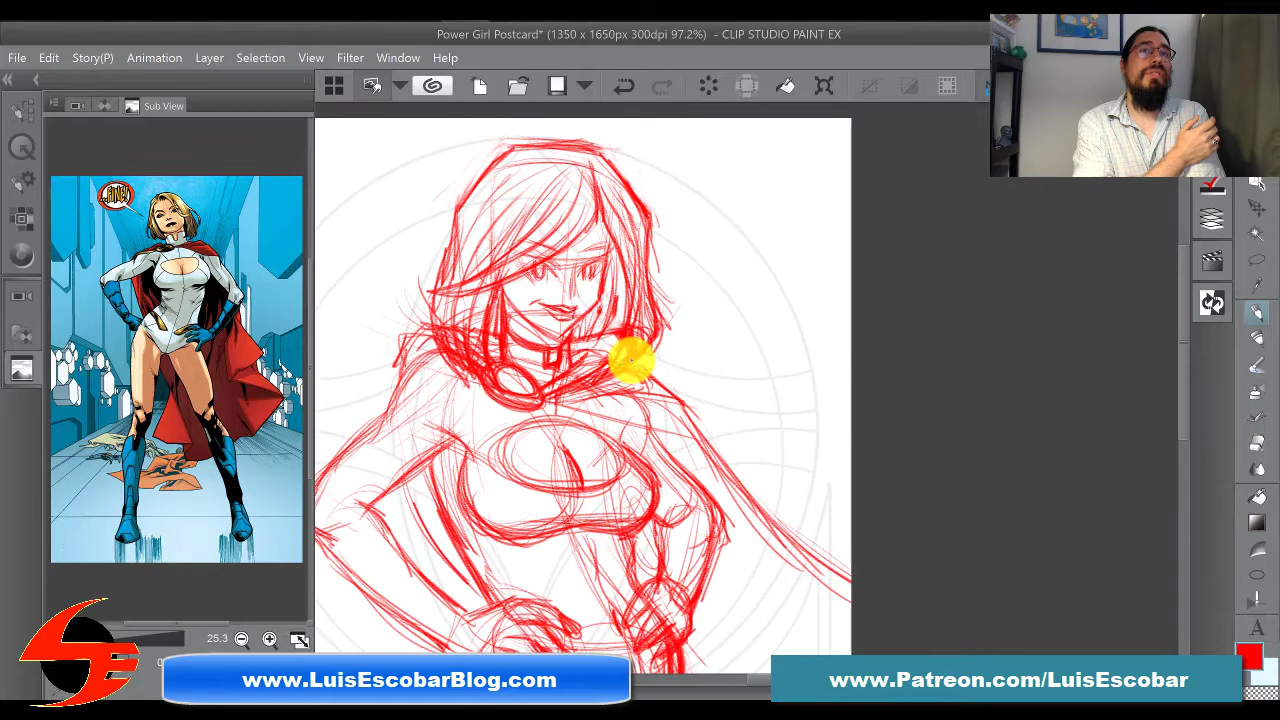 Power Girl Postcard* (1350 x 1650px 300dpi 97.2%) - CLIP STUDIO PAINT EX
File Edit Story(P) Animation Layer Selection View Filter Window Help
Sub View
...FINE!
25.3
www.LuisEscobarBlog.com
www.Patreon.com/LuisEscobar